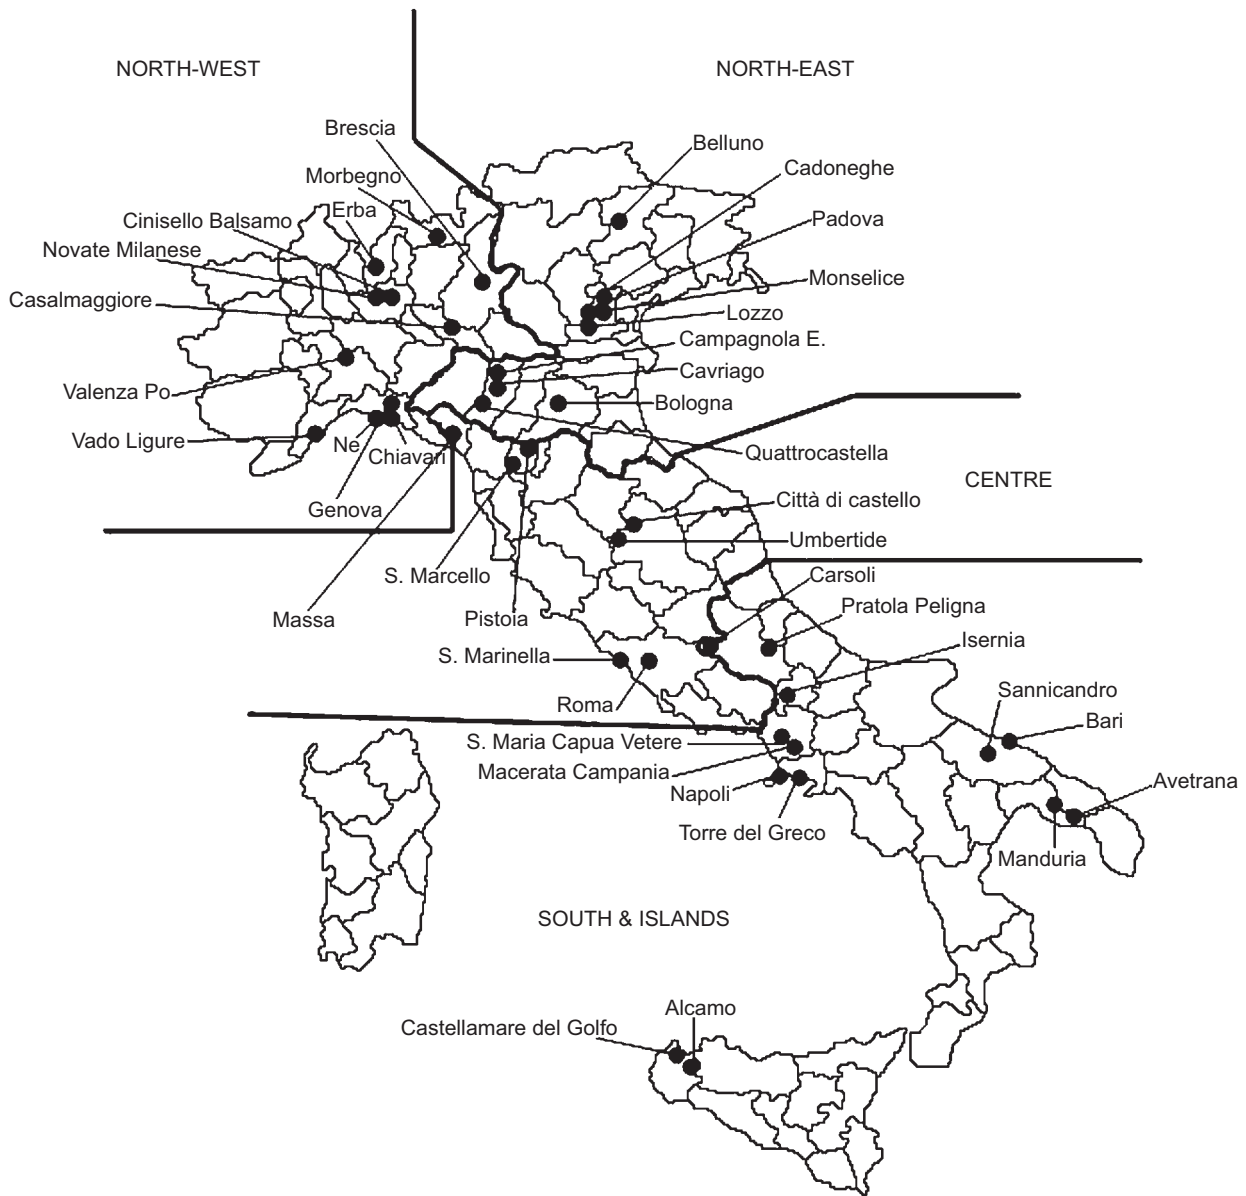 NORTH-WEST
NORTH-EAST
Brescia
Belluno
Cadoneghe
Morbegno
Erba
Cinisello Balsamo
Padova
Novate Milanese
Monselice
Casalmaggiore
Lozzo
Campagnola E.
Cavriago
Valenza Po
Bologna
Vado Ligure
Ne
Chiavari
Quattrocastella
CENTRE
Genova
Città di castello
Umbertide
S. Marcello
Carsoli
Massa
Pistoia
Pratola Peligna
Isernia
S. Marinella
Roma
Sannicandro
Bari
S. Maria Capua Vetere
Macerata Campania
Napoli
Avetrana
Torre del Greco
Manduria
SOUTH & ISLANDS
Alcamo
Castellamare del Golfo